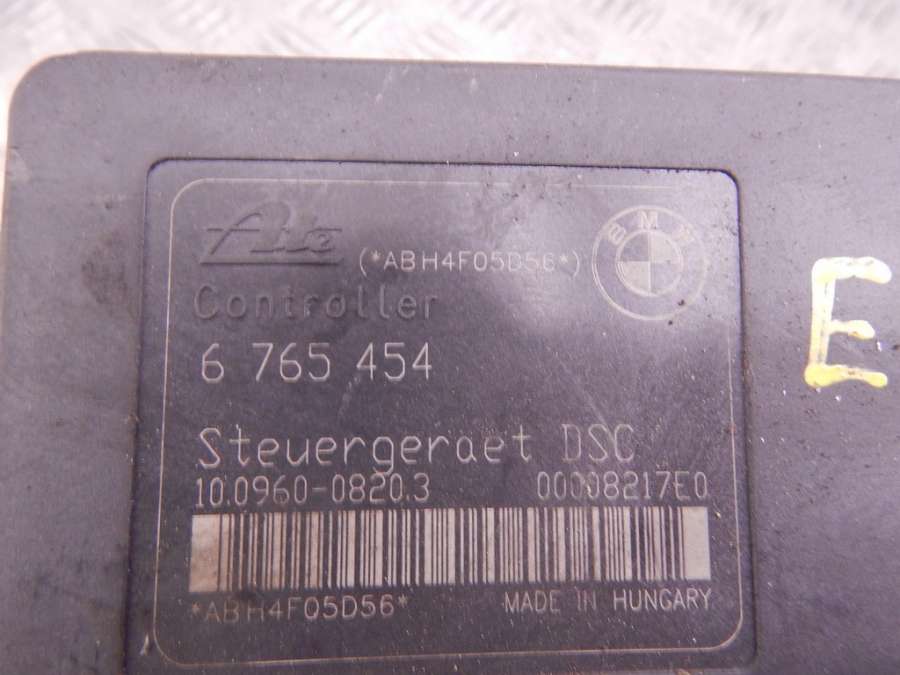 Ate
(*ABH4F05D56*)
BMW
Controller
6 765 454
E
Steuergeraet DSC
10.0960-0820.3
00008217E0
*ABH4F05D56*
MADE IN HUNGARY